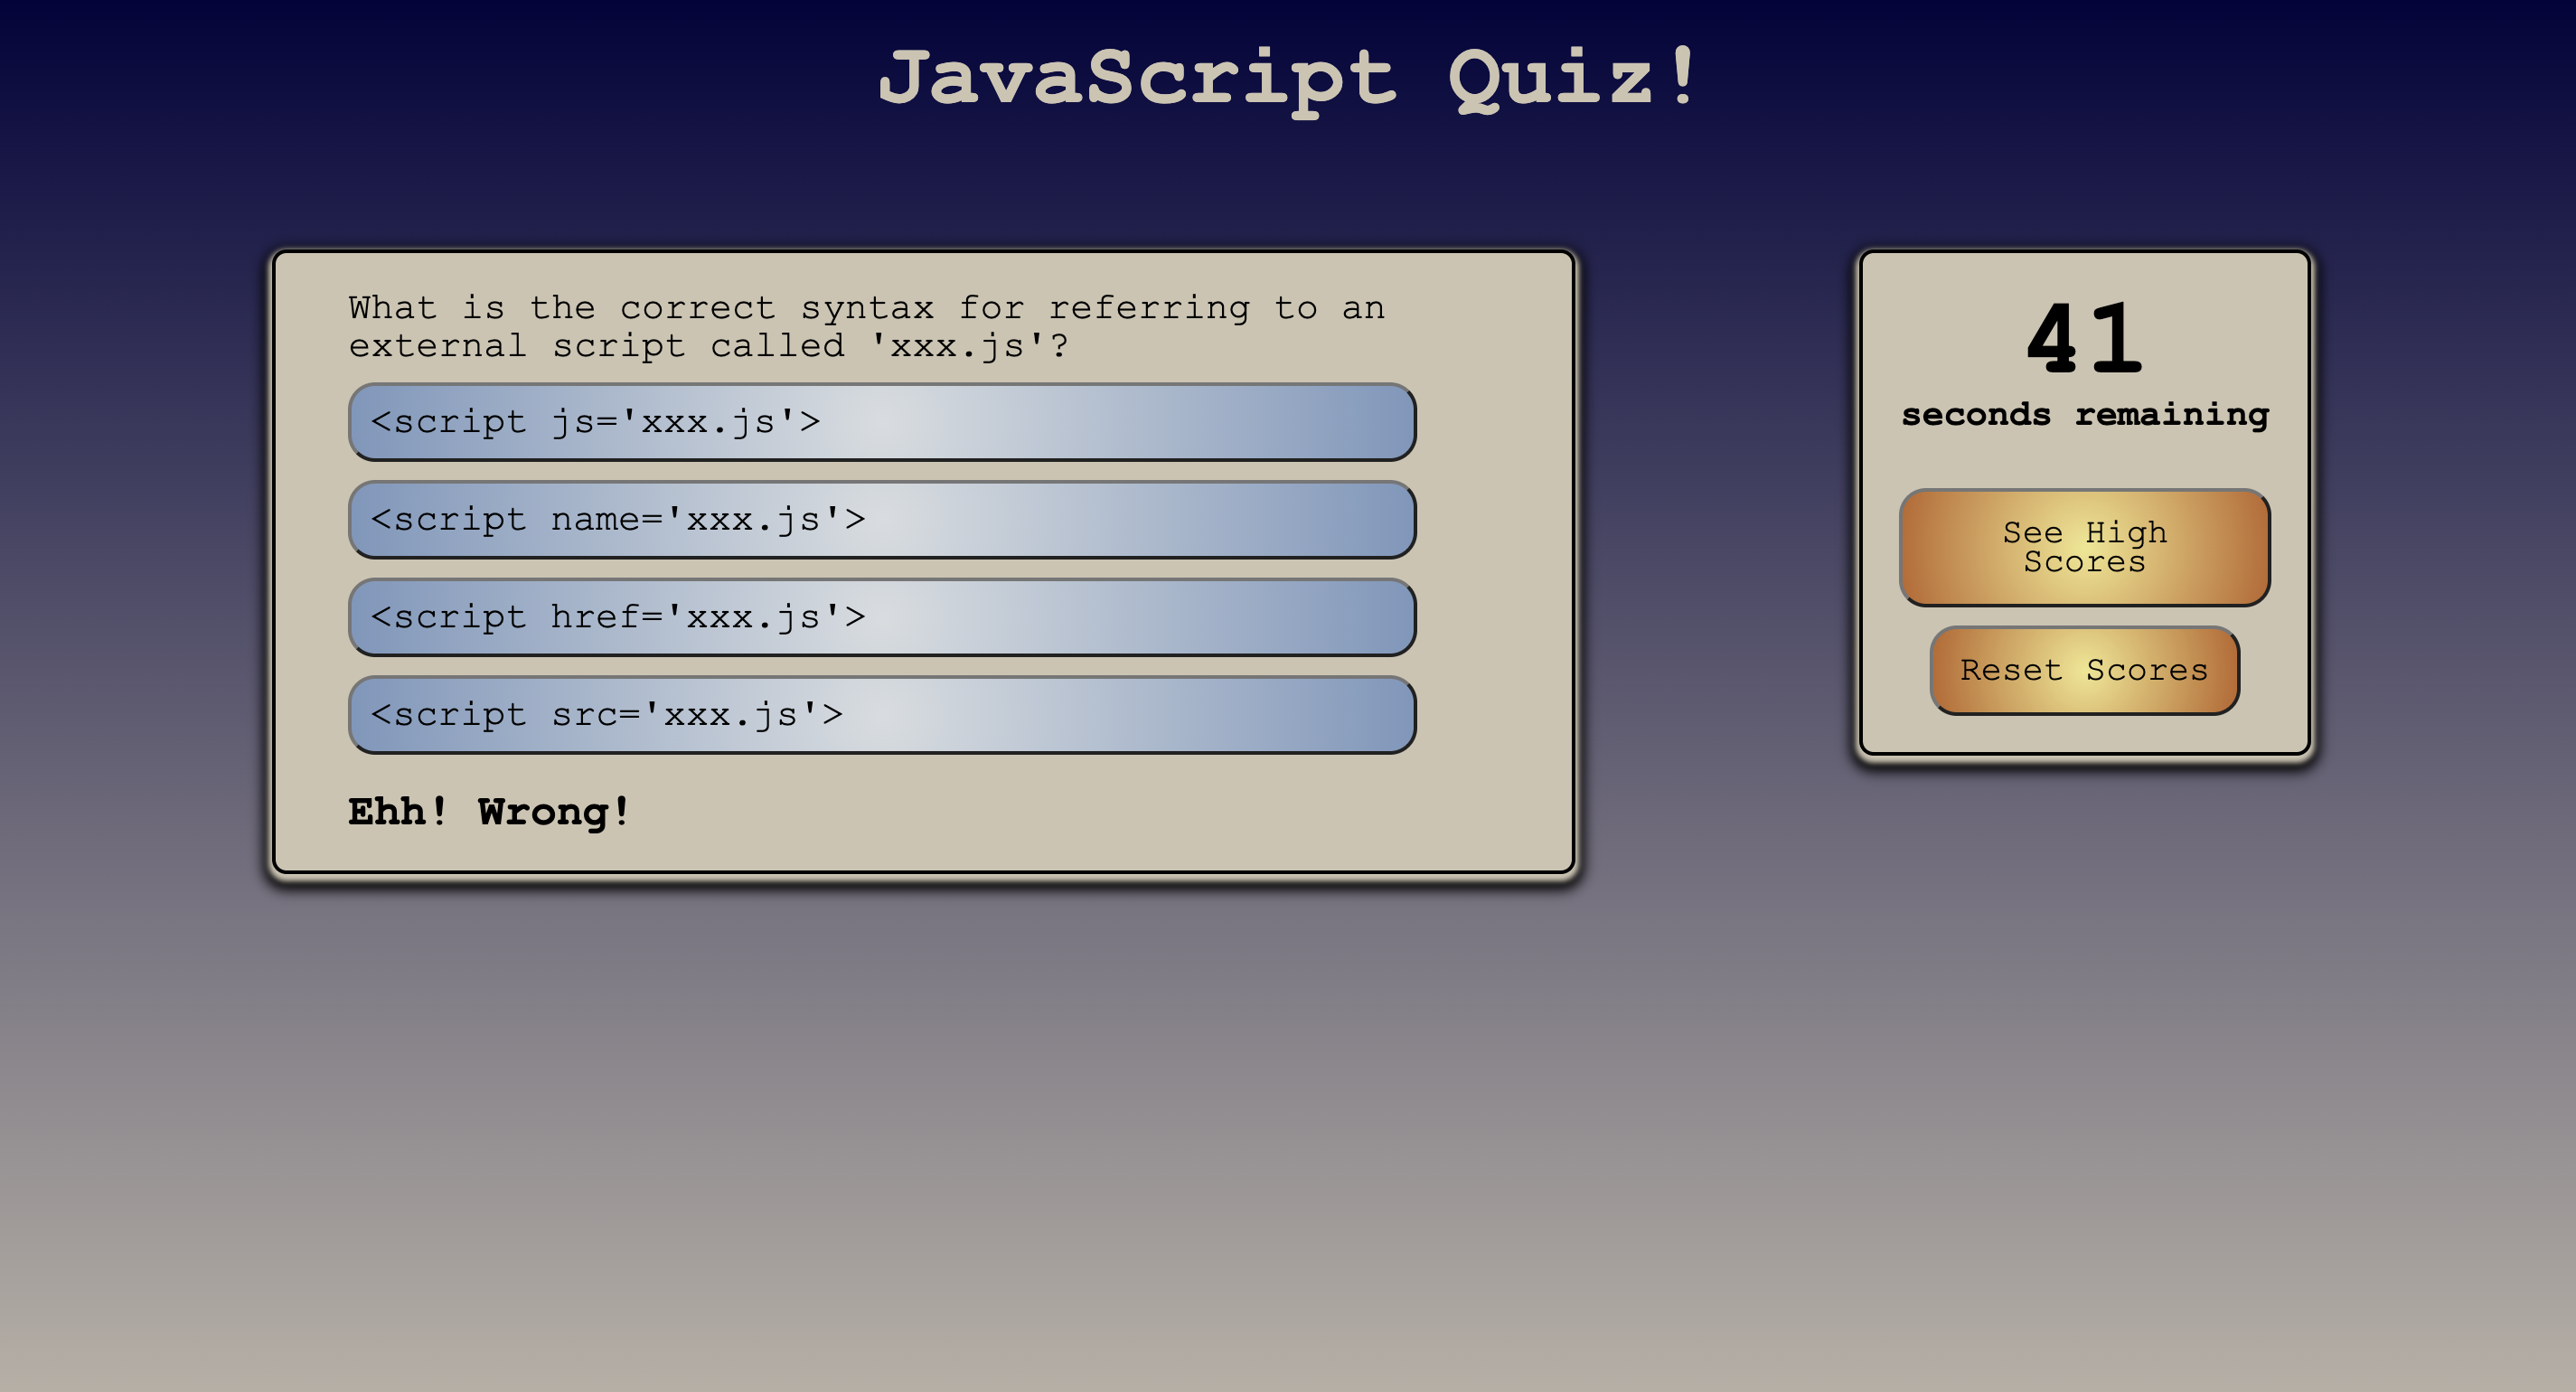 JavaScript Quiz!
What is the correct syntax for referring to an
external script called 'xxx.js'?
<script js='xxx.js'>
<script name='xxx.js'>
<script href='xxx.js'>
<script src='xxx.js'>
Ehh! Wrong!
41
seconds remaining
See High
Scores
Reset Scores